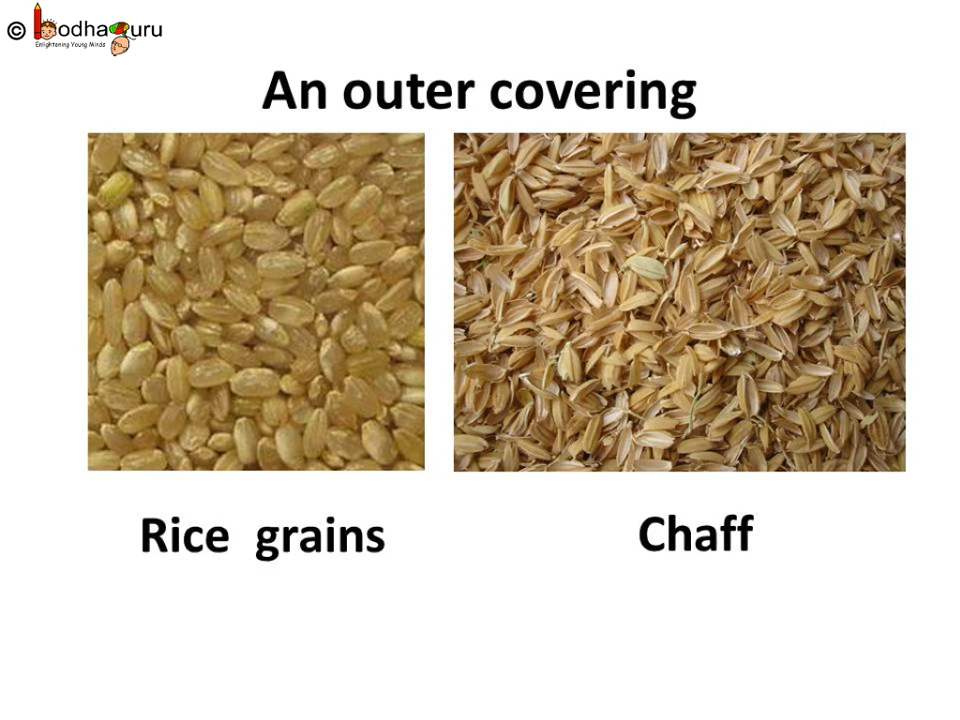 © BodhaGuru
Enlightening Young Minds
An outer covering
Rice grains
Chaff